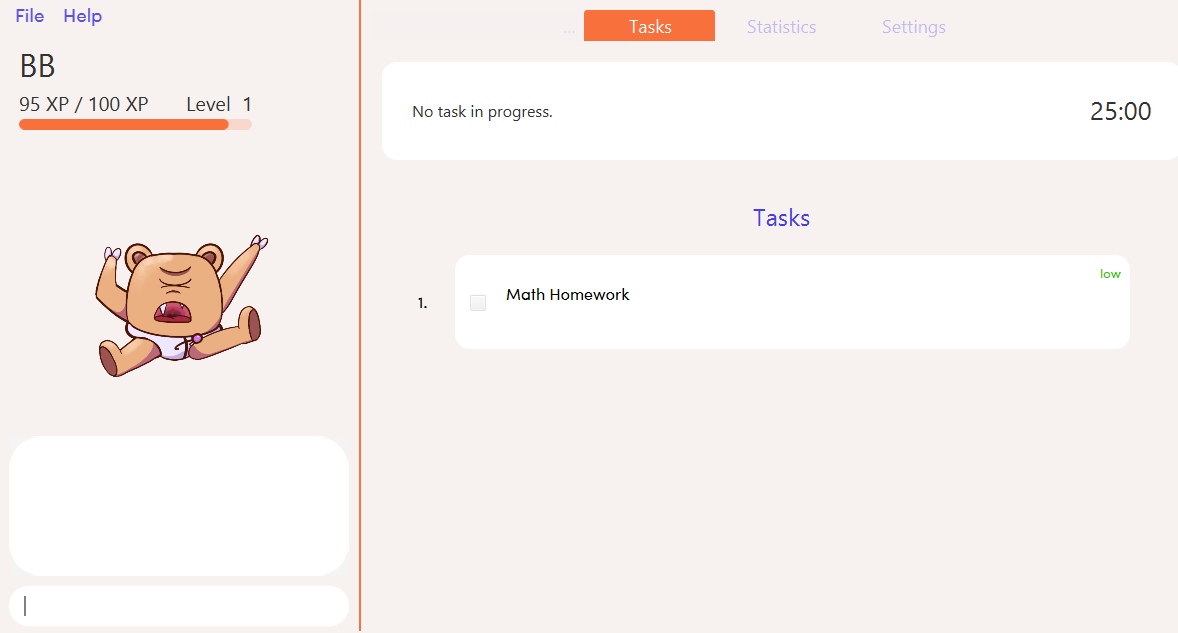 File Help
BB
95 XP / 100 XP Level 1
... Tasks Statistics Settings
No task in progress. 25:00
Tasks
low
1. Math Homework